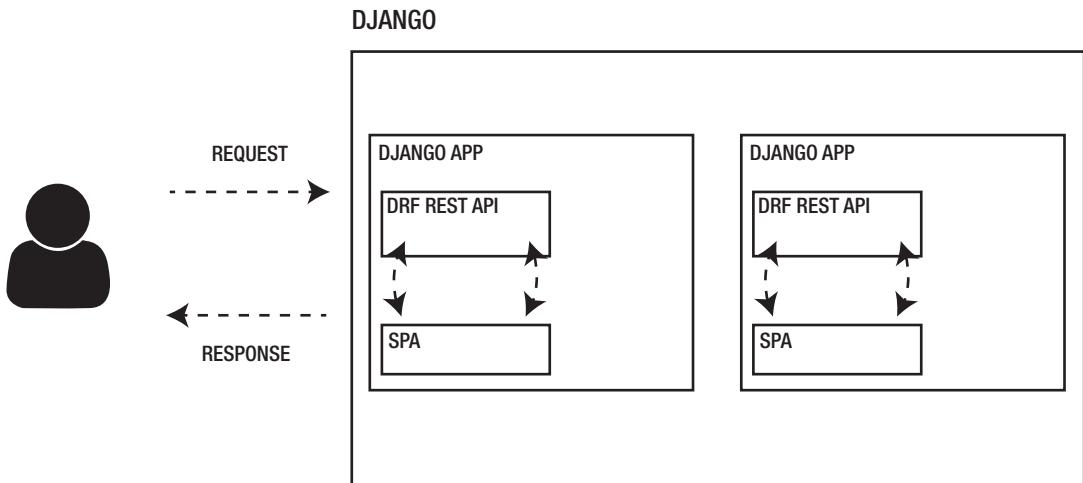 DJANGO
REQUEST
RESPONSE
DJANGO APP
DRF REST API
SPA
DJANGO APP
DRF REST API
SPA